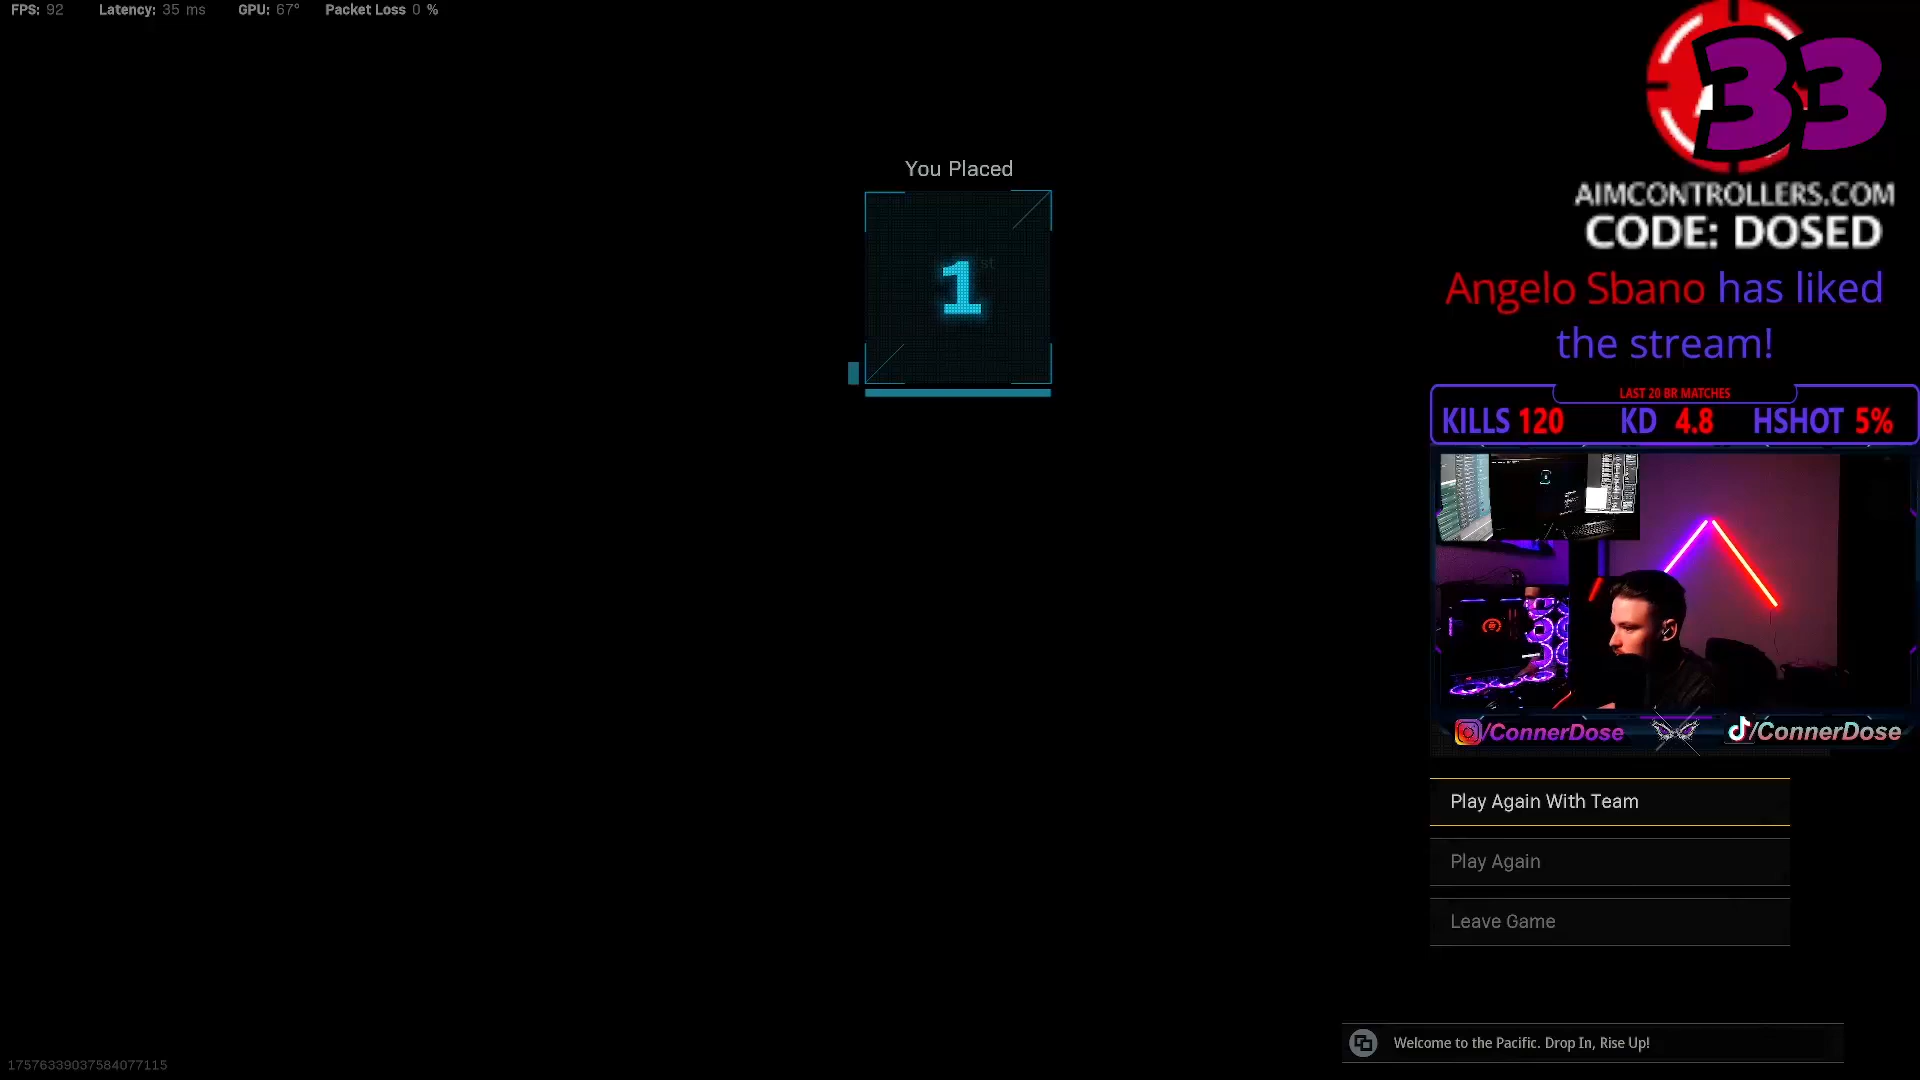 FPS: 92 Latency: 35 ms GPU: 67° Packet Loss 0 %
33
AIMCONTROLLERS.COM
CODE: DOSED
You Placed
1st
Angelo Sbano has liked
the stream!
LAST 20 BR MATCHES
KILLS 120 KD 4.8 HSHOT 5%
/ConnerDose /ConnerDose
Play Again With Team
Play Again
Leave Game
Welcome to the Pacific. Drop In, Rise Up!
17576339037584077115